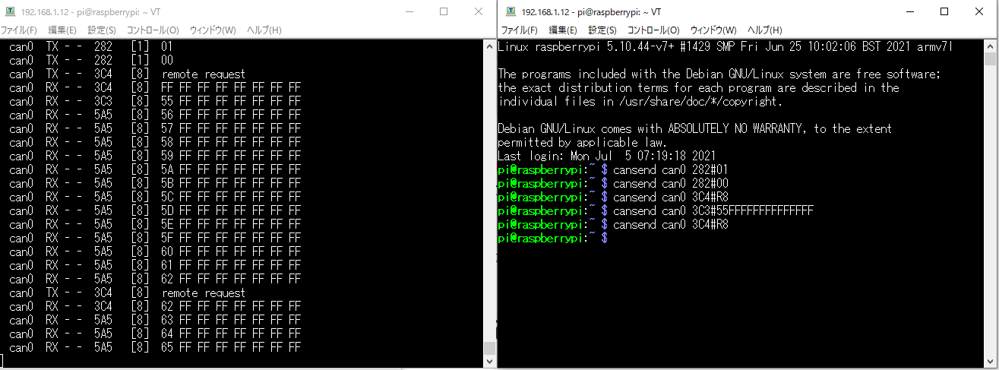 192.168.1.12 - pi@raspberrypi: ~ VT
ファイル(F) 編集(E) 設定(S) コントロール(O) ウィンドウ(W) ヘルプ(H)
can0 TX - - 282 [1] 01
can0 TX - - 282 [1] 00
can0 TX - - 3C4 [8] remote request
can0 RX - - 3C4 [8] FF FF FF FF FF FF FF FF
can0 TX - - 3C3 [8] 55 FF FF FF FF FF FF FF
can0 RX - - 5A5 [8] 56 FF FF FF FF FF FF FF
can0 RX - - 5A5 [8] 57 FF FF FF FF FF FF FF
can0 RX - - 5A5 [8] 58 FF FF FF FF FF FF FF
can0 RX - - 5A5 [8] 59 FF FF FF FF FF FF FF
can0 RX - - 5A5 [8] 5A FF FF FF FF FF FF FF
can0 RX - - 5A5 [8] 5B FF FF FF FF FF FF FF
can0 RX - - 5A5 [8] 5C FF FF FF FF FF FF FF
can0 RX - - 5A5 [8] 5D FF FF FF FF FF FF FF
can0 RX - - 5A5 [8] 5E FF FF FF FF FF FF FF
can0 RX - - 5A5 [8] 5F FF FF FF FF FF FF FF
can0 RX - - 5A5 [8] 60 FF FF FF FF FF FF FF
can0 RX - - 5A5 [8] 61 FF FF FF FF FF FF FF
can0 RX - - 5A5 [8] 62 FF FF FF FF FF FF FF
can0 TX - - 3C4 [8] remote request
can0 RX - - 3C4 [8] 62 FF FF FF FF FF FF FF
can0 RX - - 5A5 [8] 63 FF FF FF FF FF FF FF
can0 RX - - 5A5 [8] 64 FF FF FF FF FF FF FF
can0 RX - - 5A5 [8] 65 FF FF FF FF FF FF FF
192.168.1.12 - pi@raspberrypi: ~ VT
ファイル(F) 編集(E) 設定(S) コントロール(O) ウィンドウ(W) ヘルプ(H)
Linux raspberrypi 5.10.44-v7+ #1429 SMP Fri Jun 25 10:02:06 BST 2021 armv7l
The programs included with the Debian GNU/Linux system are free software;
the exact distribution terms for each program are described in the
individual files in /usr/share/doc/*/copyright.
Debian GNU/Linux comes with ABSOLUTELY NO WARRANTY, to the extent
permitted by applicable law.
Last login: Mon Jul  5 07:19:18 2021
pi@raspberrypi:~ $ cansend can0 282#01
pi@raspberrypi:~ $ cansend can0 282#00
pi@raspberrypi:~ $ cansend can0 3C4#R8
pi@raspberrypi:~ $ cansend can0 3C3#55FFFFFFFFFFFFFF
pi@raspberrypi:~ $ cansend can0 3C4#R8
pi@raspberrypi:~ $